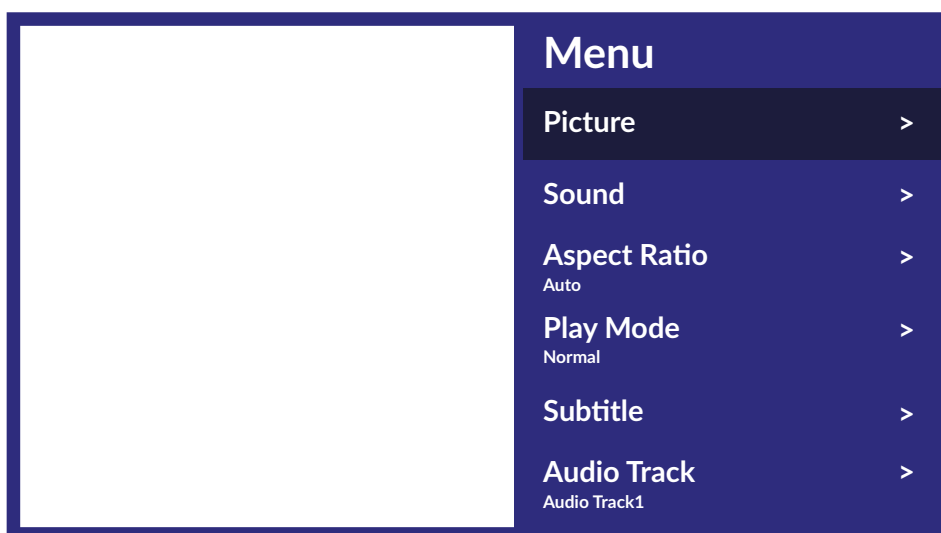 Menu
Picture >
Sound >
Aspect Ratio >
Auto
Play Mode >
Normal
Subtitle >
Audio Track >
Audio Track1